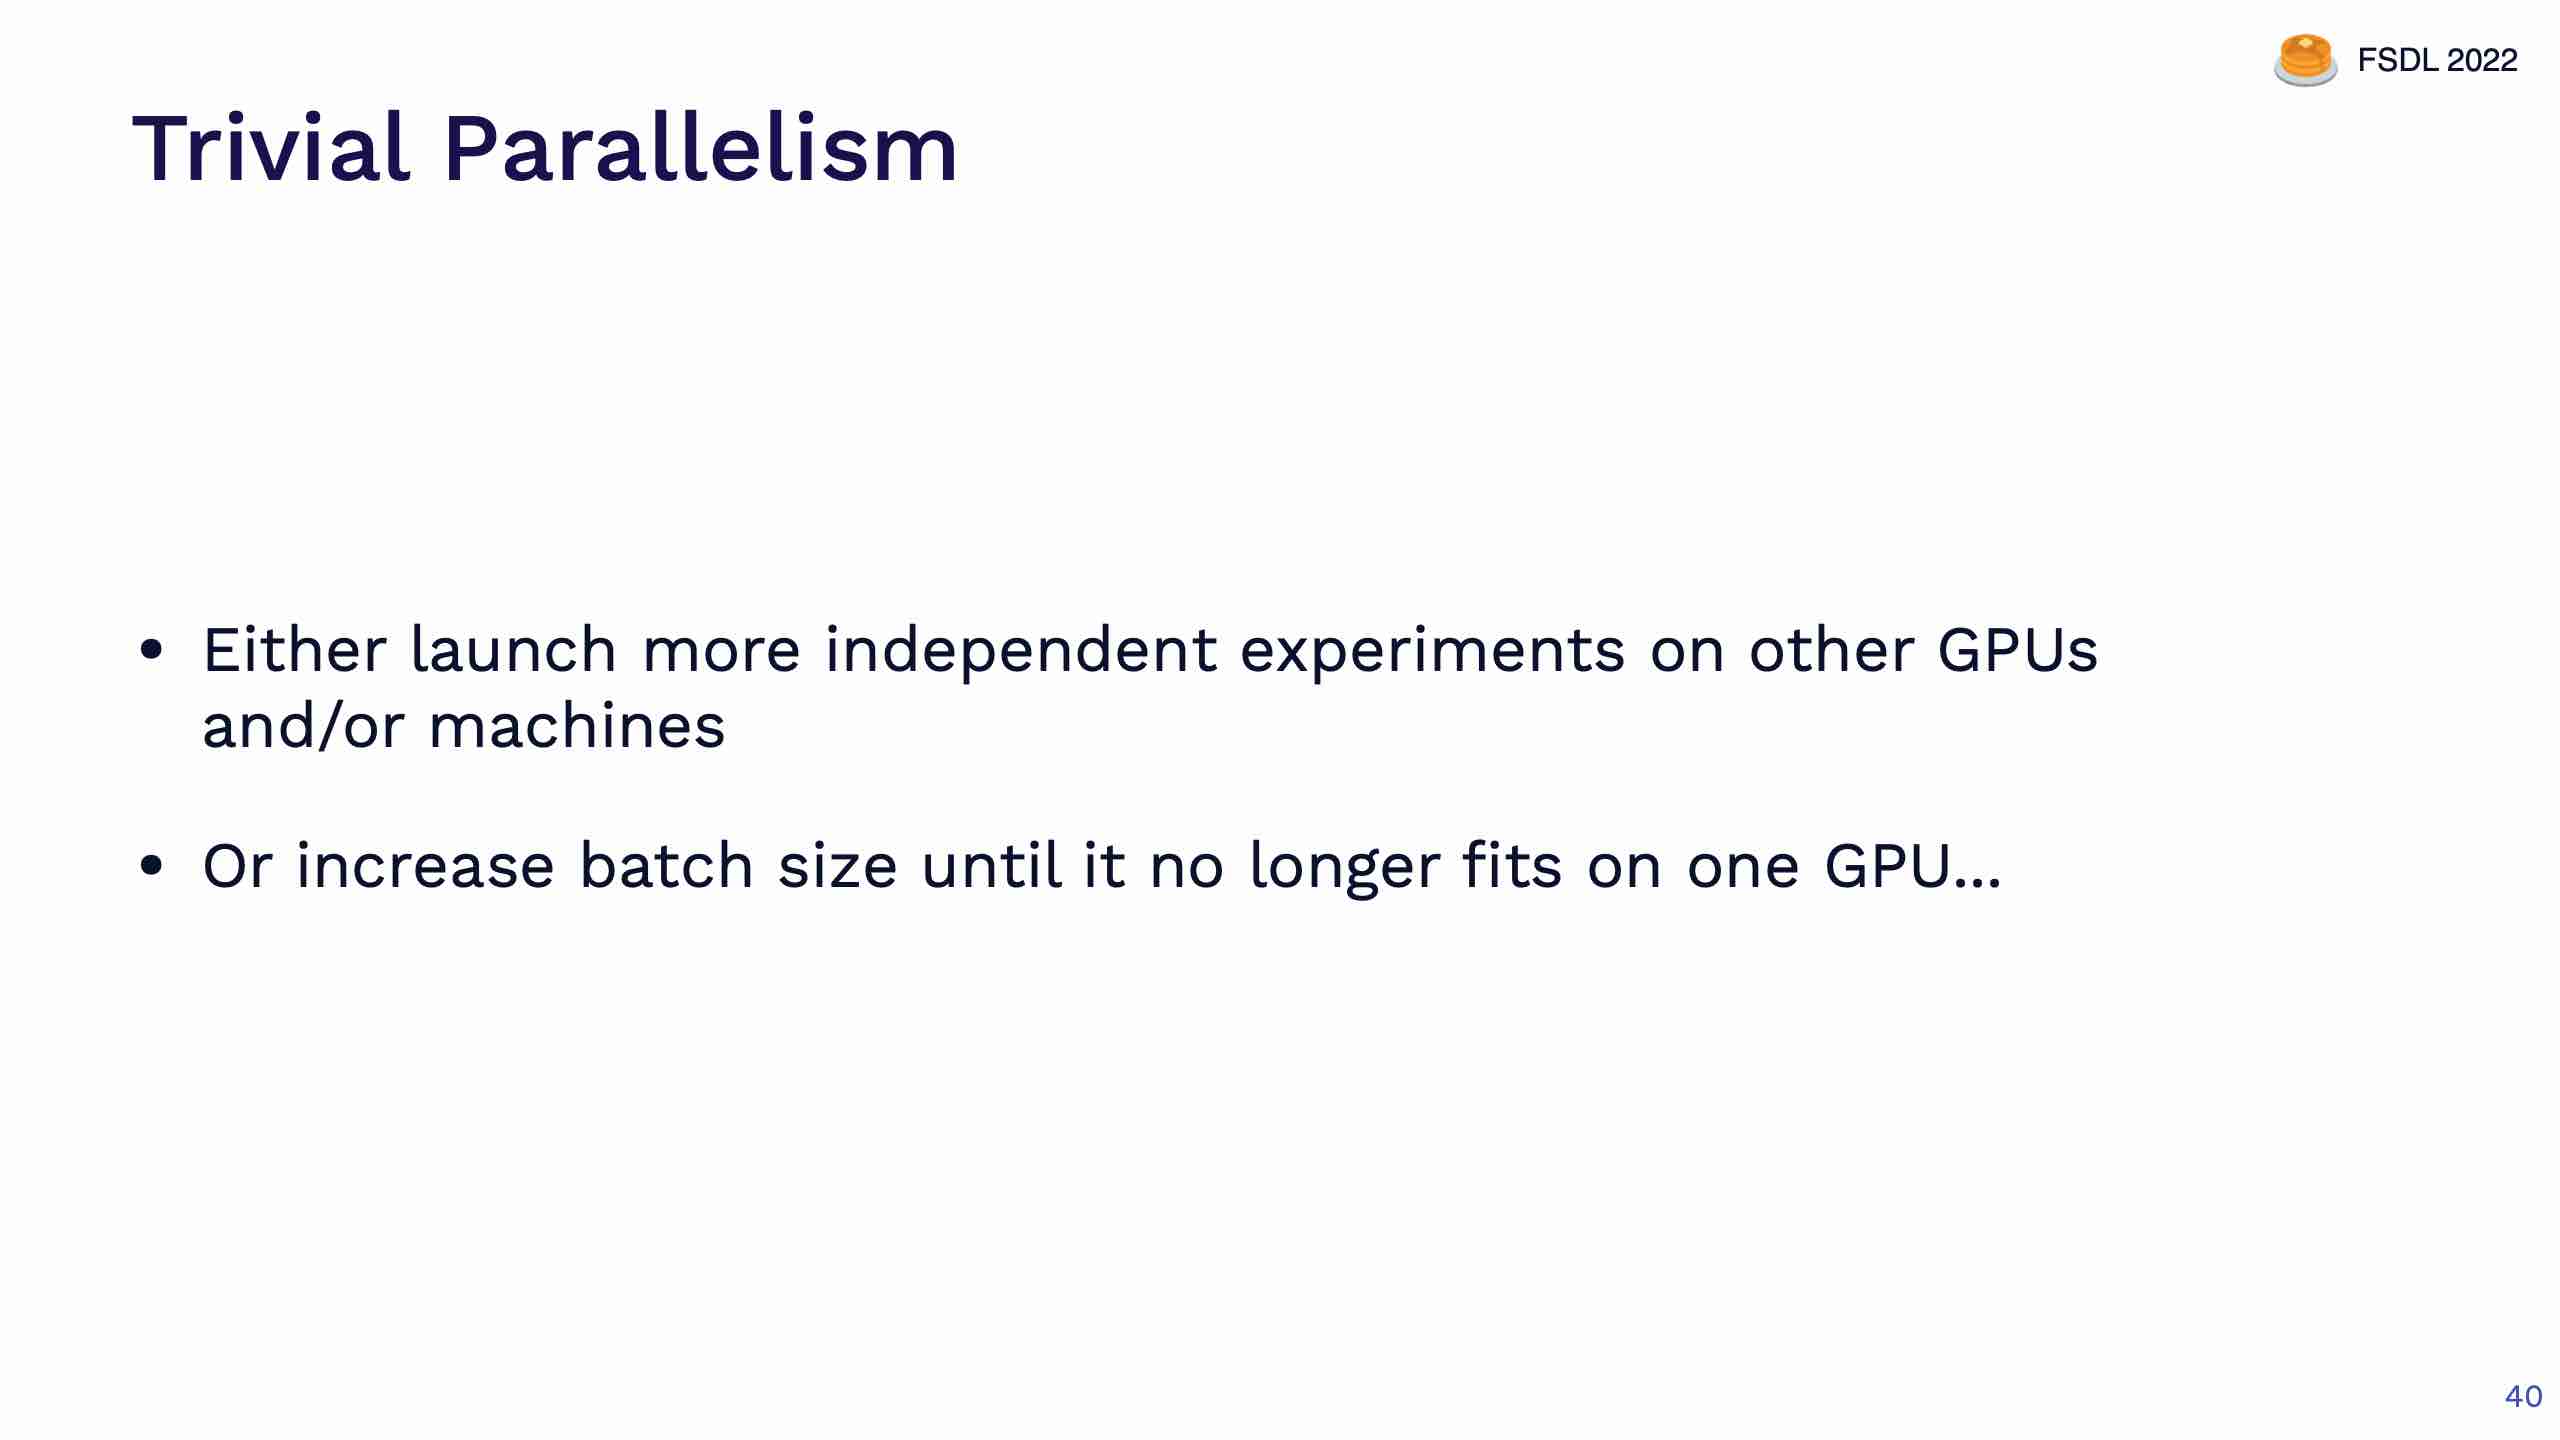 FSDL 2022
Trivial Parallelism
• Either launch more independent experiments on other GPUs
and/or machines
• Or increase batch size until it no longer fits on one GPU...
40